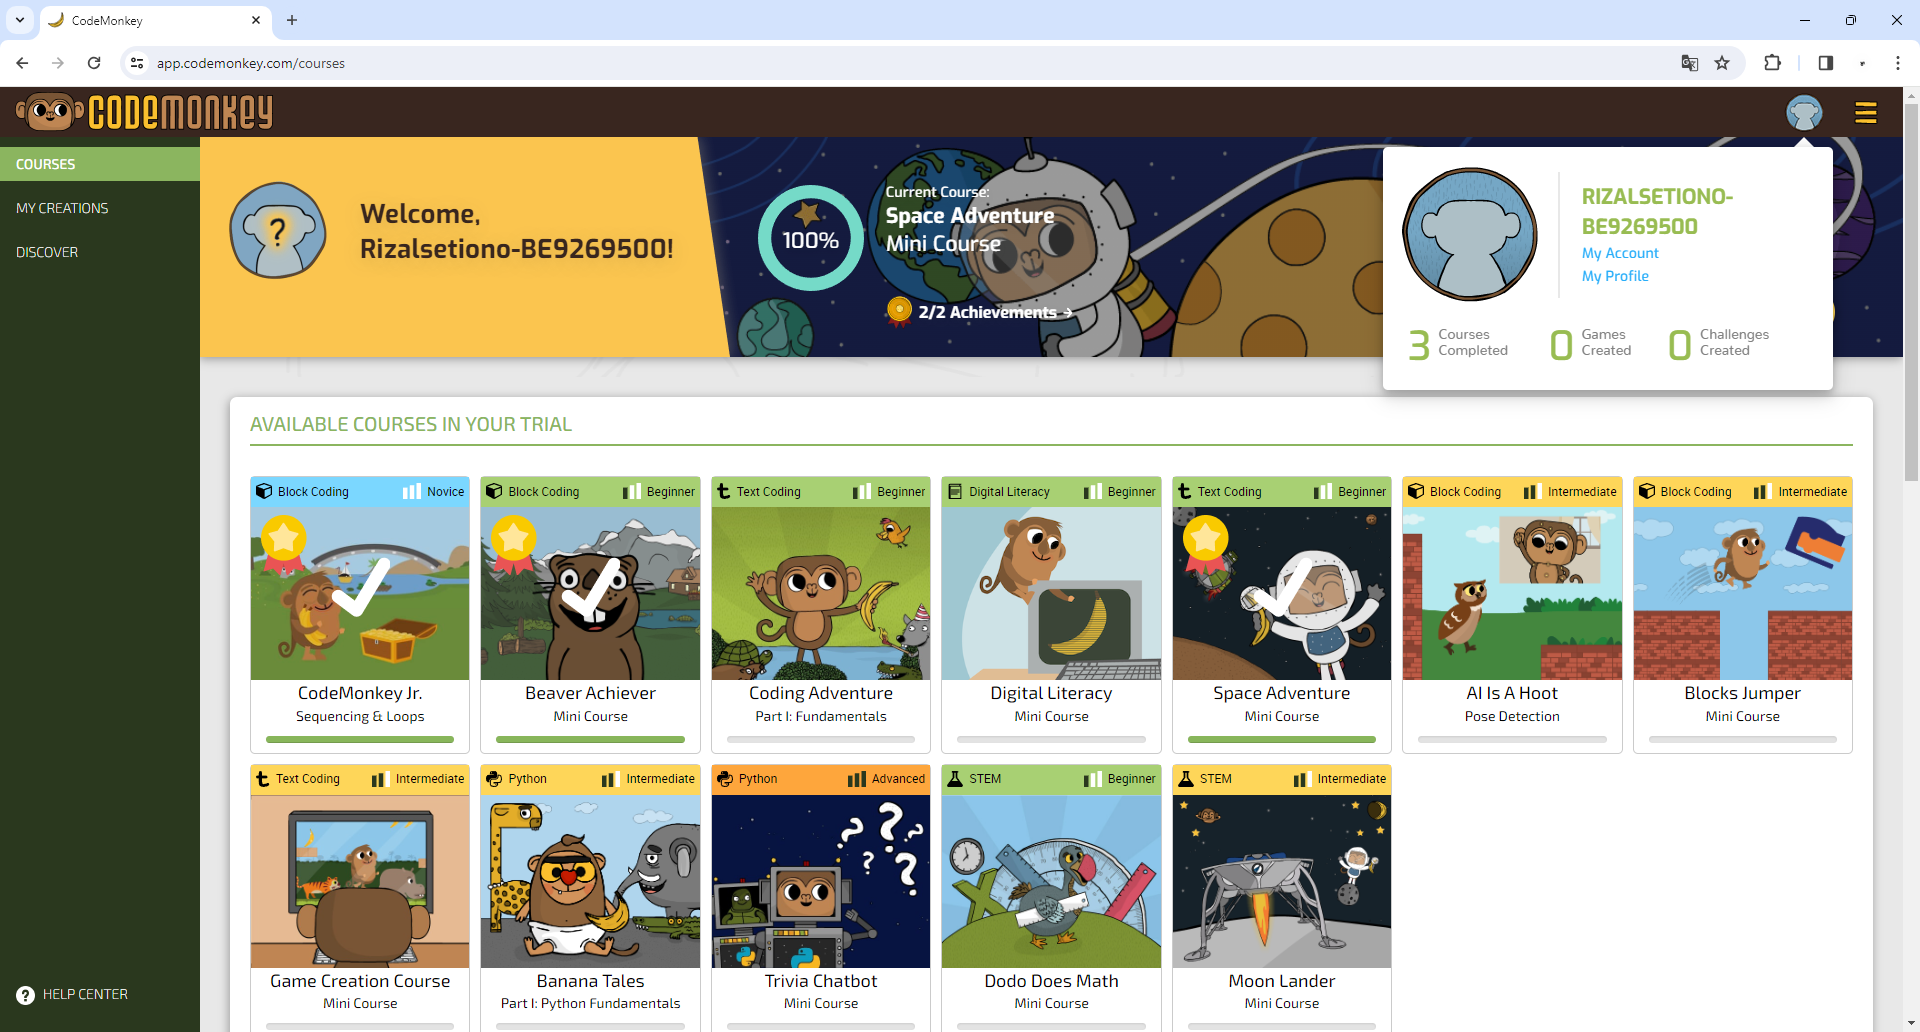 CodeMonkey
app.codemonkey.com/courses
CODEMONKEY
COURSES
MY CREATIONS
DISCOVER
HELP CENTER
?
Welcome,
Rizalsetiono-BE9269500!
100%
Current Course:
Space Adventure
Mini Course
2/2 Achievements →
RIZALSETIONO-
BE9269500
My Account
My Profile
3 Courses Completed
0 Games Created
0 Challenges Created
AVAILABLE COURSES IN YOUR TRIAL
Block Coding Novice
CodeMonkey Jr.
Sequencing & Loops
Block Coding Beginner
Beaver Achiever
Mini Course
Text Coding Beginner
Coding Adventure
Part I: Fundamentals
Digital Literacy Beginner
Digital Literacy
Mini Course
Text Coding Beginner
Space Adventure
Mini Course
Block Coding Intermediate
AI Is A Hoot
Pose Detection
Block Coding Intermediate
Blocks Jumper
Mini Course
Text Coding Intermediate
Game Creation Course
Mini Course
Python Intermediate
Banana Tales
Part I: Python Fundamentals
Python Advanced
? ? ? ? ?
Trivia Chatbot
Mini Course
STEM Beginner
Dodo Does Math
Mini Course
STEM Intermediate
Moon Lander
Mini Course